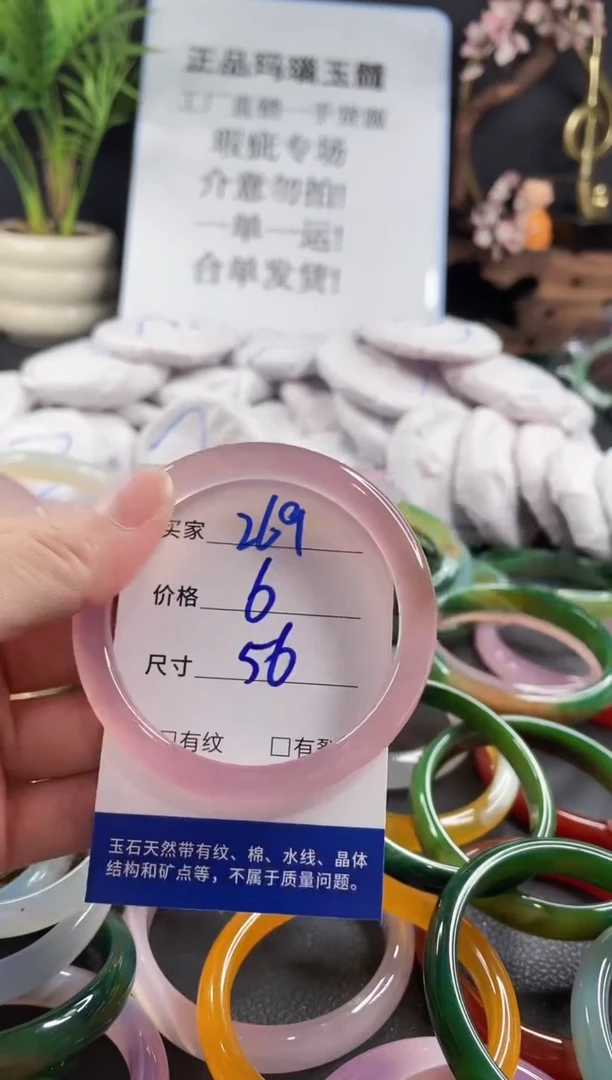 正品玛瑙玉髓
工厂直销一手货源
瑕疵专场
介意勿拍!
一单一运!
合单发货!
买家 269
价格 6
尺寸 56
□有纹 □有裂
玉石天然带有纹、棉、水线、晶体
结构和矿点等，不属于质量问题。